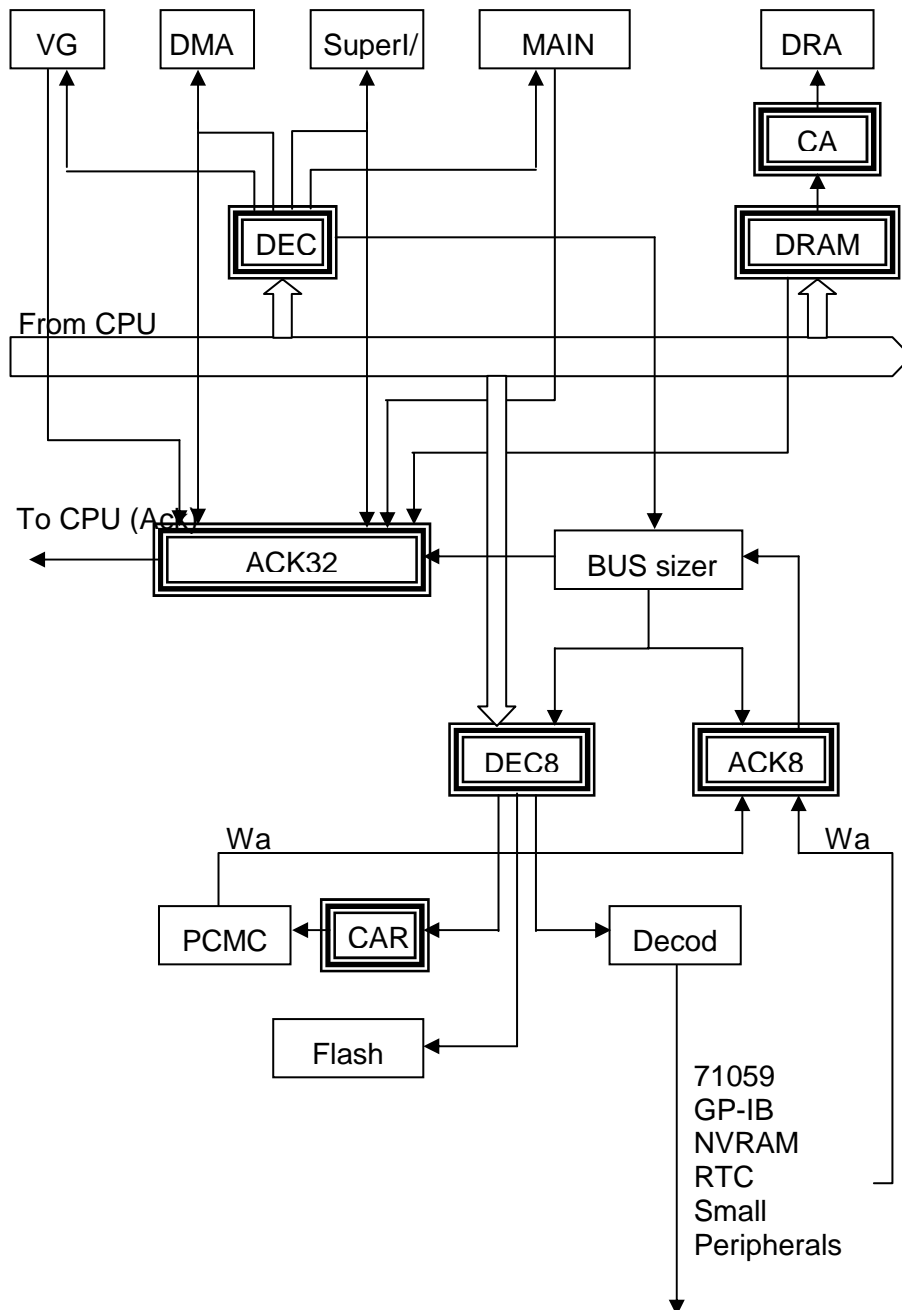 VG
DMA
SuperI/
MAIN
DRA
CA
DEC
DRAM
From CPU
To CPU (Ack)
ACK32
BUS sizer
DEC8
ACK8
Wa
Wa
PCMC
CAR
Decod
Flash
71059
GP-IB
NVRAM
RTC
Small
Peripherals